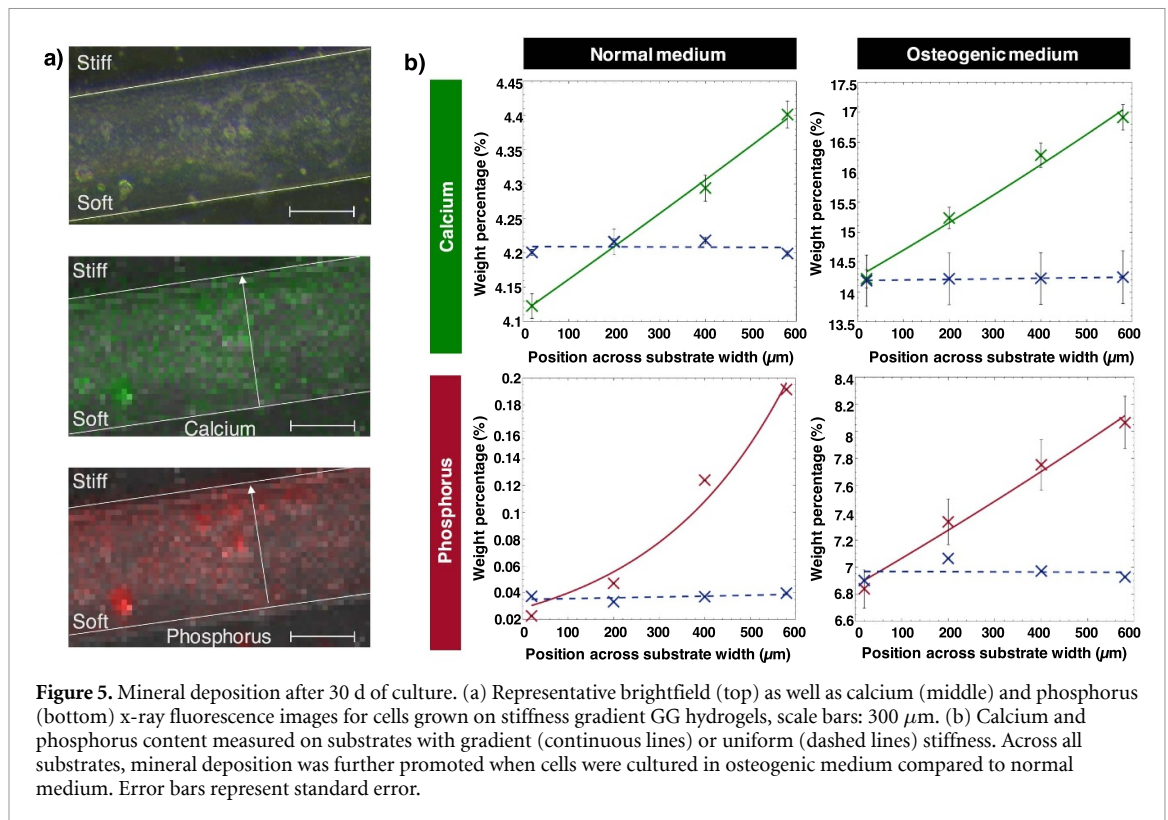 a)
Stiff
Soft
Stiff
Soft
Calcium
Stiff
Soft
Phosphorus
b)
Normal medium
Osteogenic medium
Calcium
Weight percentage (%)
4.45
4.4
4.35
4.3
4.25
4.2
4.15
4.1
0 100 200 300 400 500 600
Position across substrate width (µm)
Weight percentage (%)
17.5
17
16.5
16
15.5
15
14.5
14
13.5
0 100 200 300 400 500 600
Position across substrate width (µm)
Phosphorus
Weight percentage (%)
0.2
0.18
0.16
0.14
0.12
0.1
0.08
0.06
0.04
0.02
0 100 200 300 400 500 600
Position across substrate width (µm)
Weight percentage (%)
8.4
8.2
8
7.8
7.6
7.4
7.2
7
6.8
6.6
0 100 200 300 400 500 600
Position across substrate width (µm)
Figure 5. Mineral deposition after 30 d of culture. (a) Representative brightfield (top) as well as calcium (middle) and phosphorus
(bottom) x-ray fluorescence images for cells grown on stiffness gradient GG hydrogels, scale bars: 300 µm. (b) Calcium and
phosphorus content measured on substrates with gradient (continuous lines) or uniform (dashed lines) stiffness. Across all
substrates, mineral deposition was further promoted when cells were cultured in osteogenic medium compared to normal
medium. Error bars represent standard error.